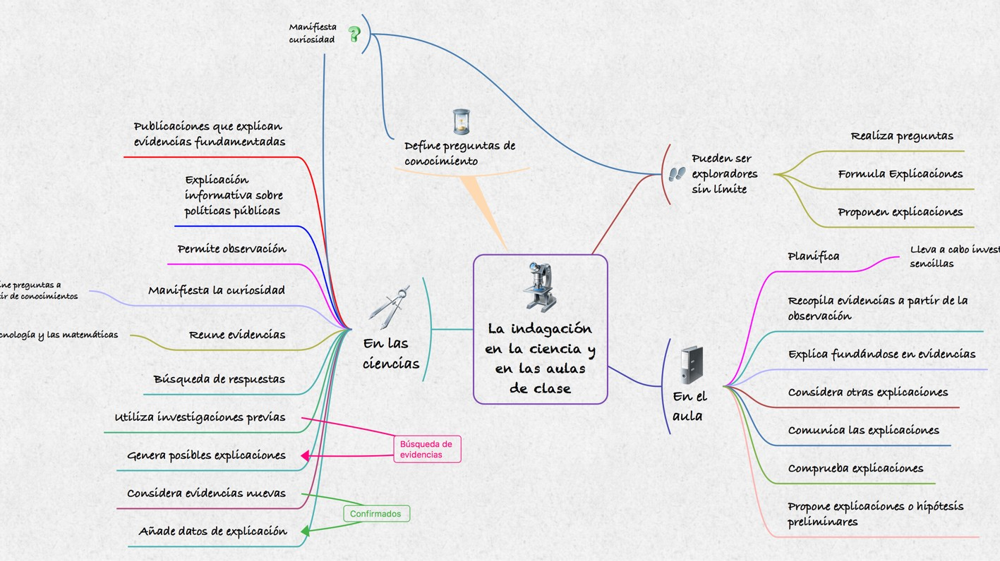 Manifiesta
curiosidad
Define preguntas de
conocimiento
Publicaciones que explican
evidencias fundamentadas
Explicación
informativa sobre
políticas públicas
Permite observación
Manifiesta la curiosidad
preguntas a
de conocimientos
Reune evidencias
y las matemáticas
Búsqueda de respuestas
Utiliza investigaciones previas
Genera posibles explicaciones
Considera evidencias nuevas
Añade datos de explicación
Búsqueda de
evidencias
Confirmados
En las
ciencias
La indagación
en la ciencia y
en las aulas
de clase
Pueden ser
exploradores
sin límite
Realiza preguntas
Formula Explicaciones
Proponen explicaciones
En el
aula
Planifica
Lleva a cabo
sencillas
Recopila evidencias a partir de la
observación
Explica fundándose en evidencias
Considera otras explicaciones
Comunica las explicaciones
Comprueba explicaciones
Propone explicaciones o hipótesis
preliminares